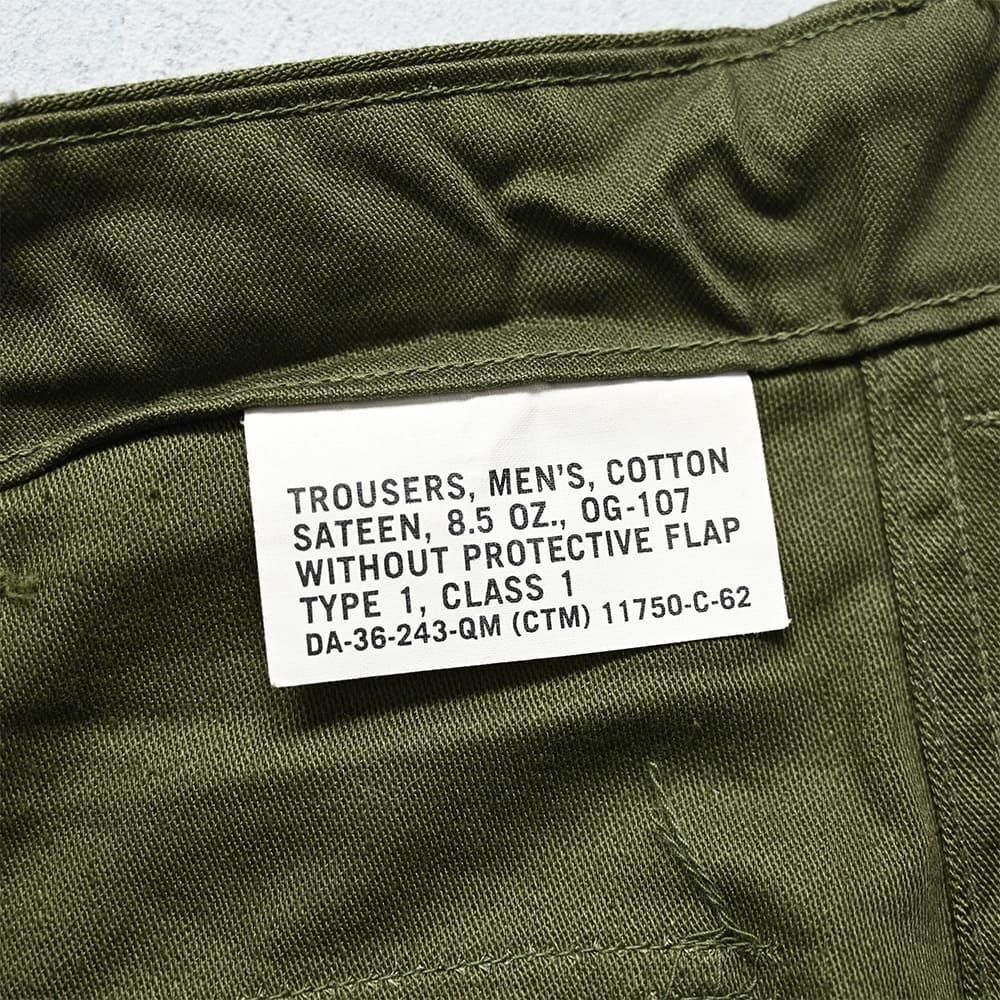 TROUSERS, MEN'S, COTTON
SATEEN, 8.5 OZ., OG-107
WITHOUT PROTECTIVE FLAP
TYPE 1, CLASS 1
DA-36-243-QM (CTM) 11750-C-62